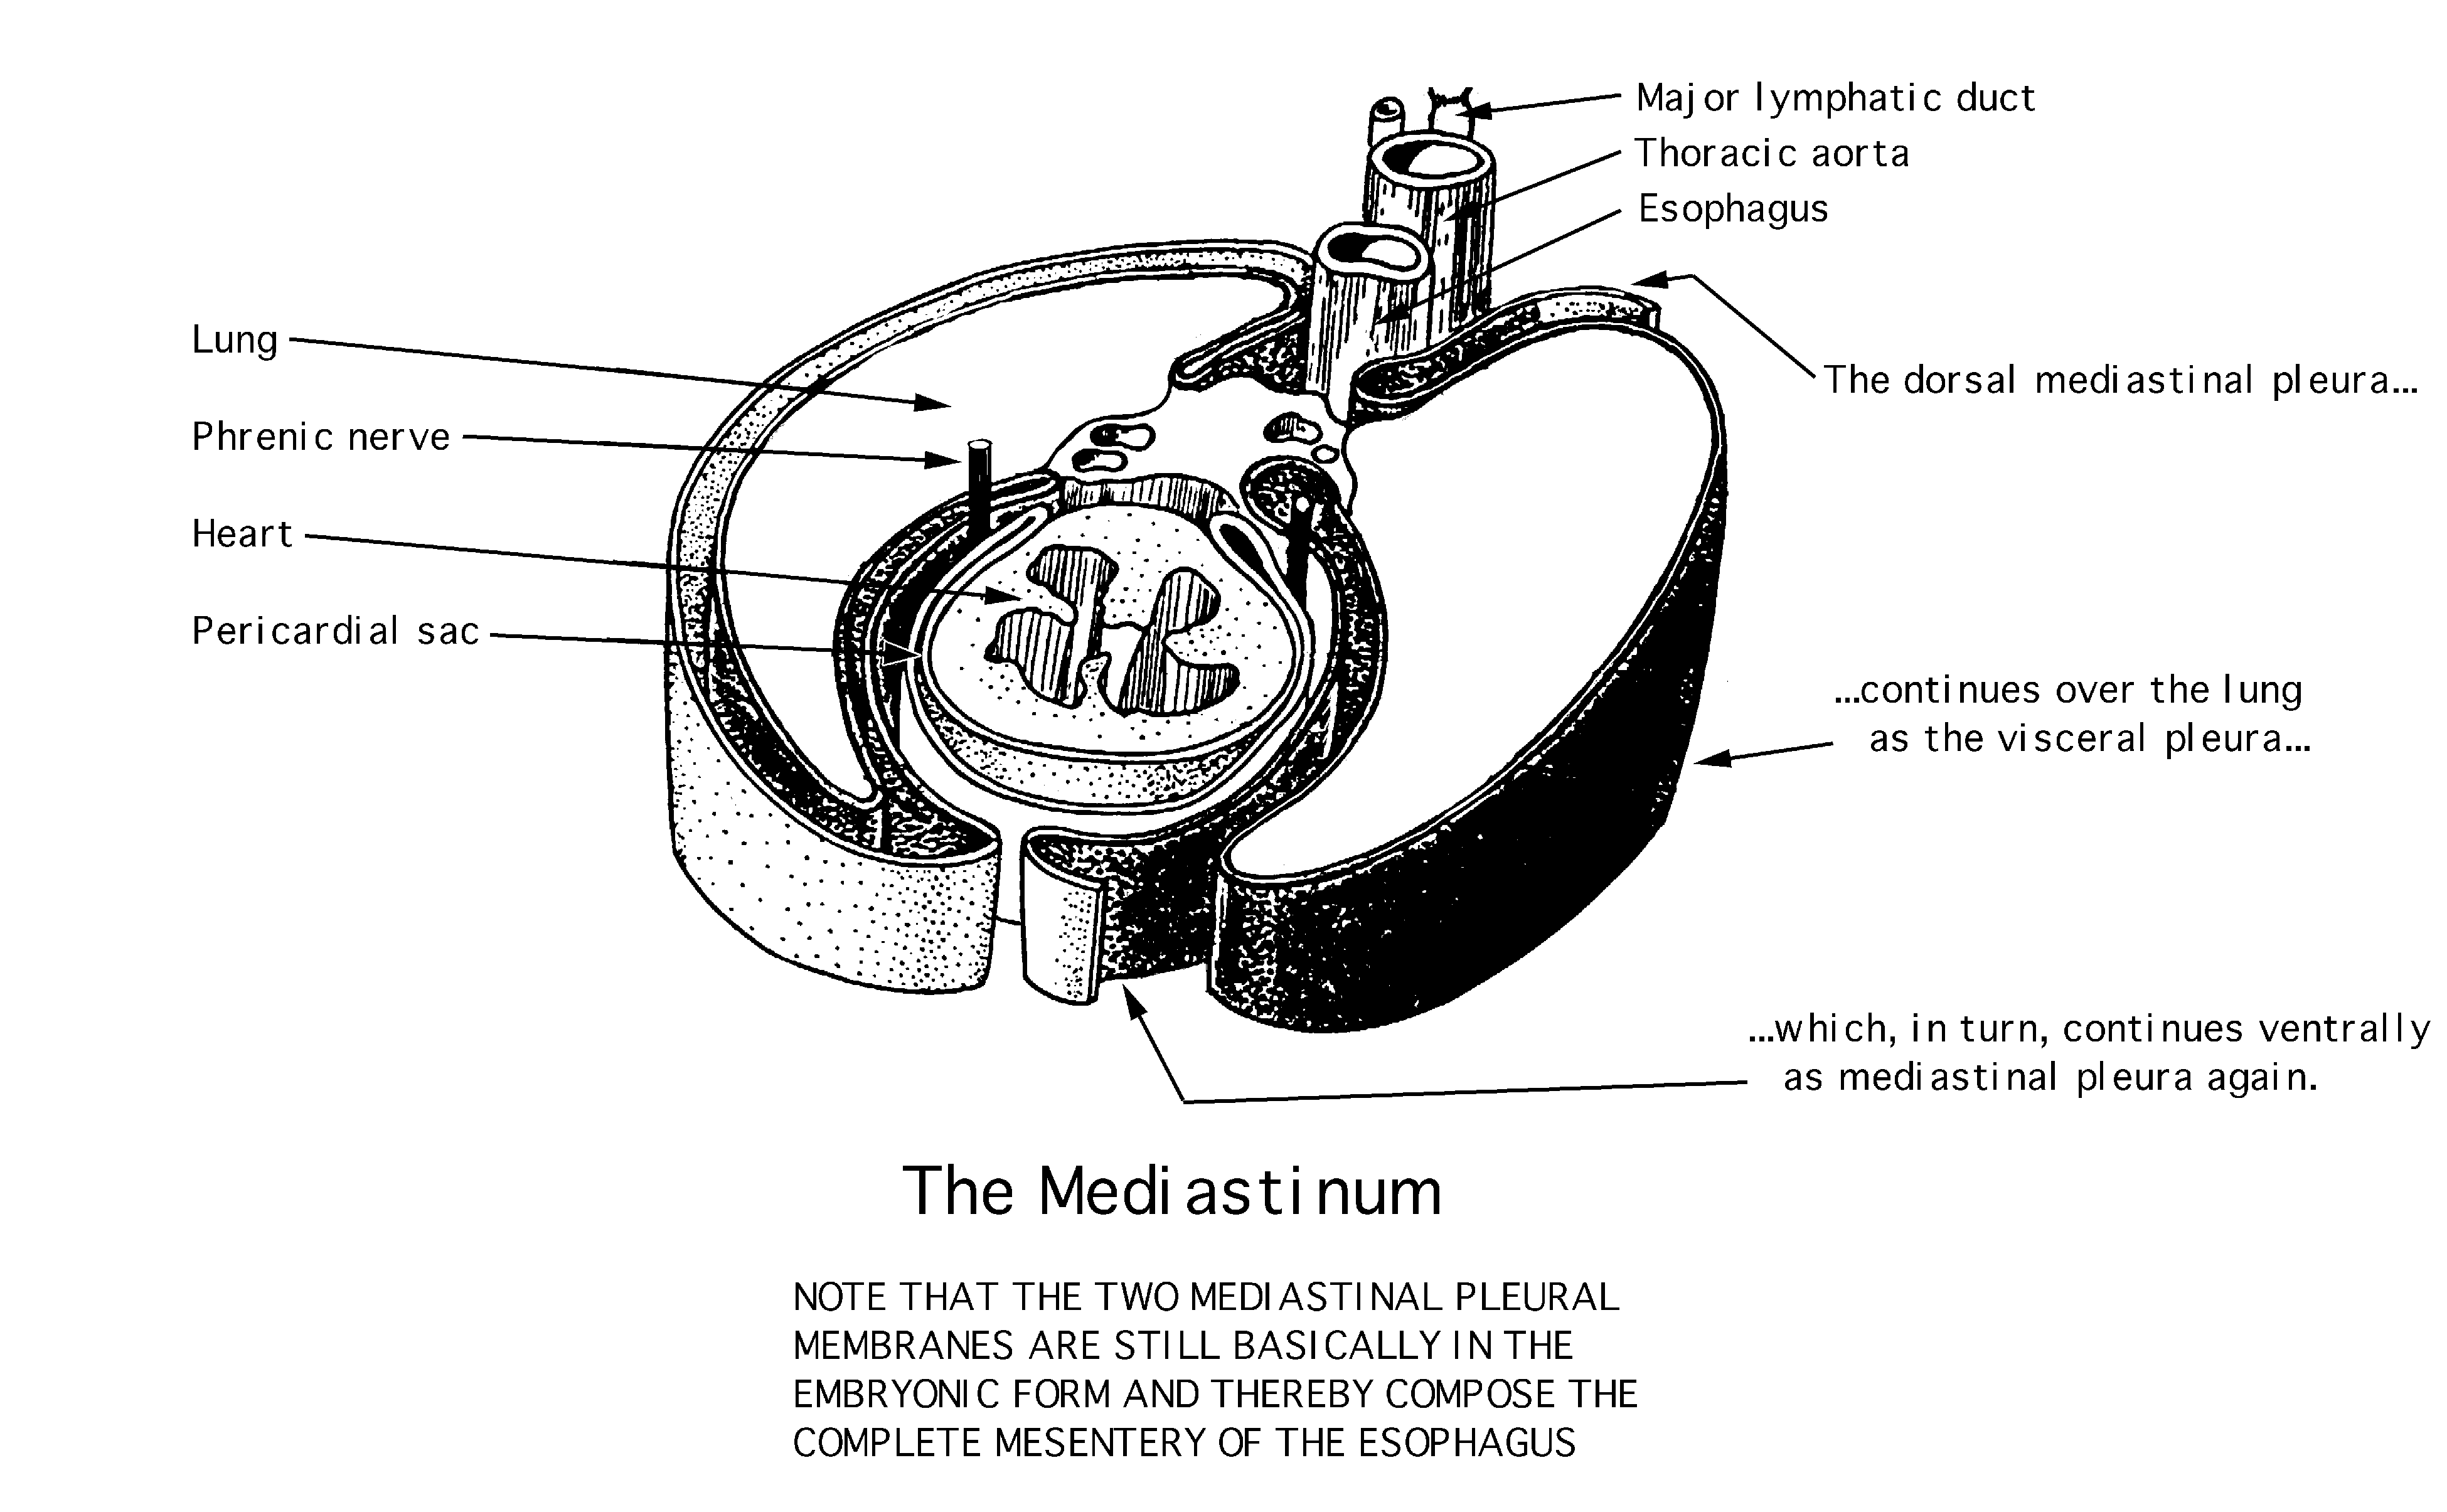 Major lymphatic duct
Thoracic aorta
Esophagus
Lung
Phrenic nerve
Heart
Pericardial sac
The dorsal mediastinal pleura...
...continues over the lung
as the visceral pleura...
...which, in turn, continues ventrally
as mediastinal pleura again.
The Mediastinum
NOTE THAT THE TWO MEDIASTINAL PLEURAL
MEMBRANES ARE STILL BASICALLY IN THE
EMBRYONIC FORM AND THEREBY COMPOSE THE
COMPLETE MESENTERY OF THE ESOPHAGUS